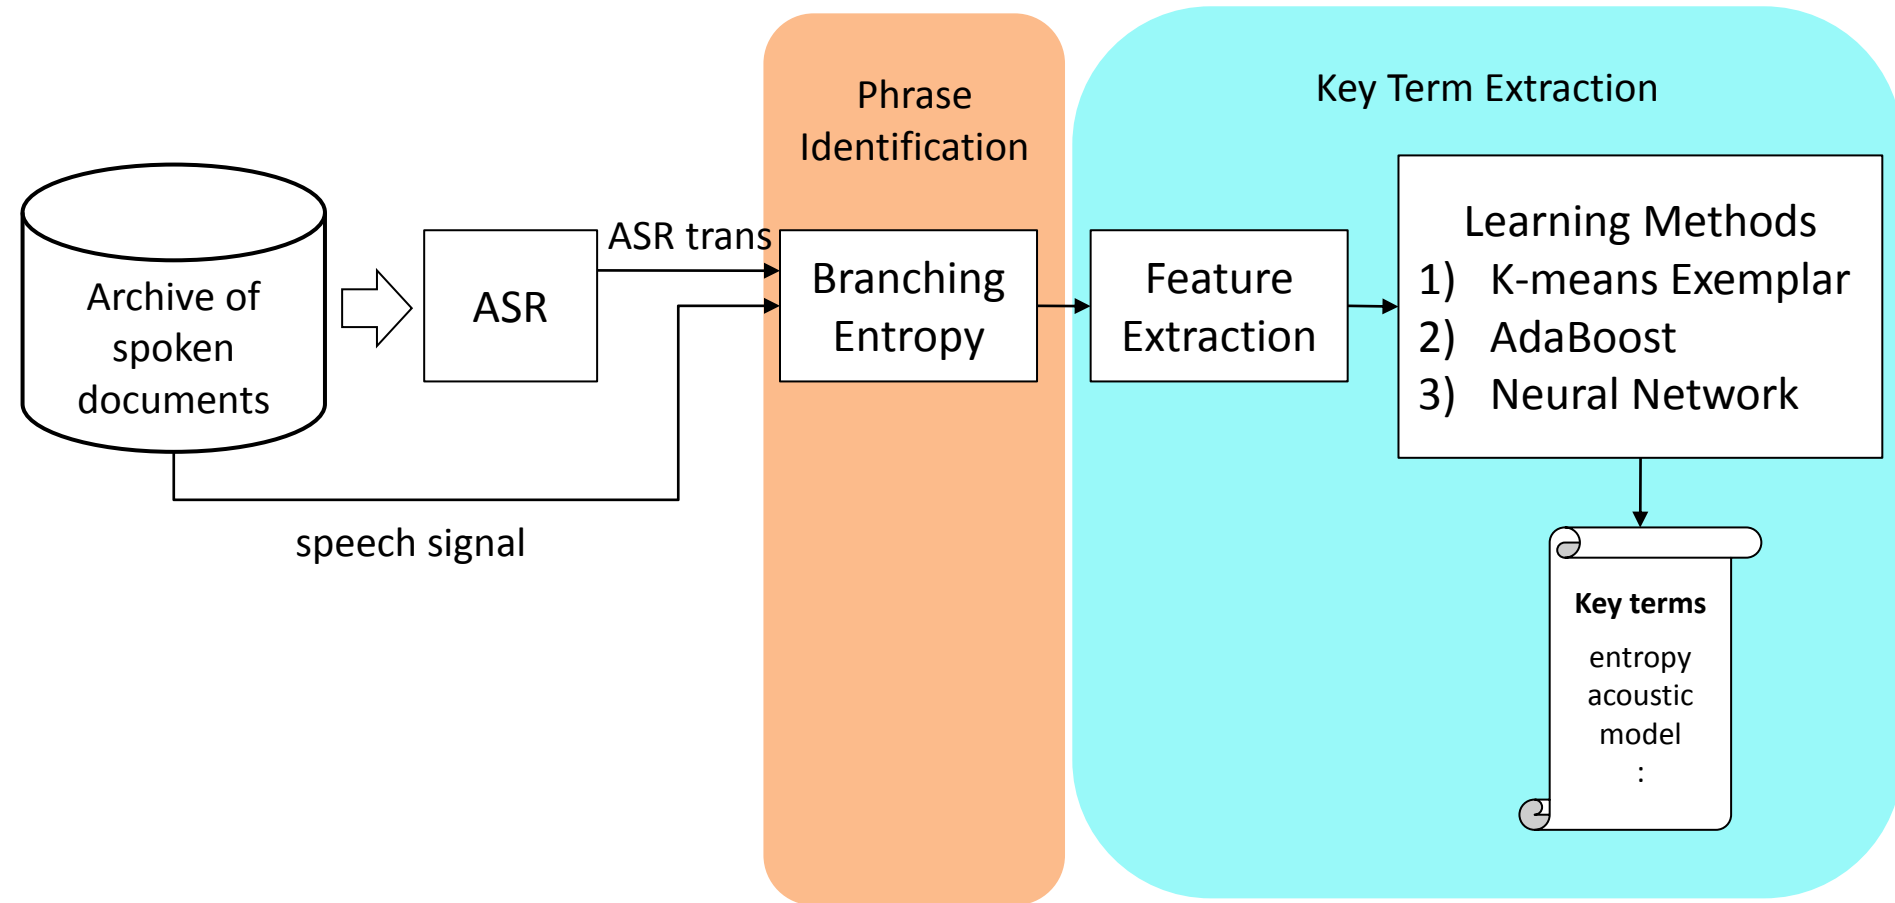 Phrase
Identification
Key Term Extraction
Archive of
spoken
documents
ASR
ASR trans
speech signal
Branching
Entropy
Feature
Extraction
Learning Methods
1) K-means Exemplar
2) AdaBoost
3) Neural Network
Key terms
entropy
acoustic
model
: